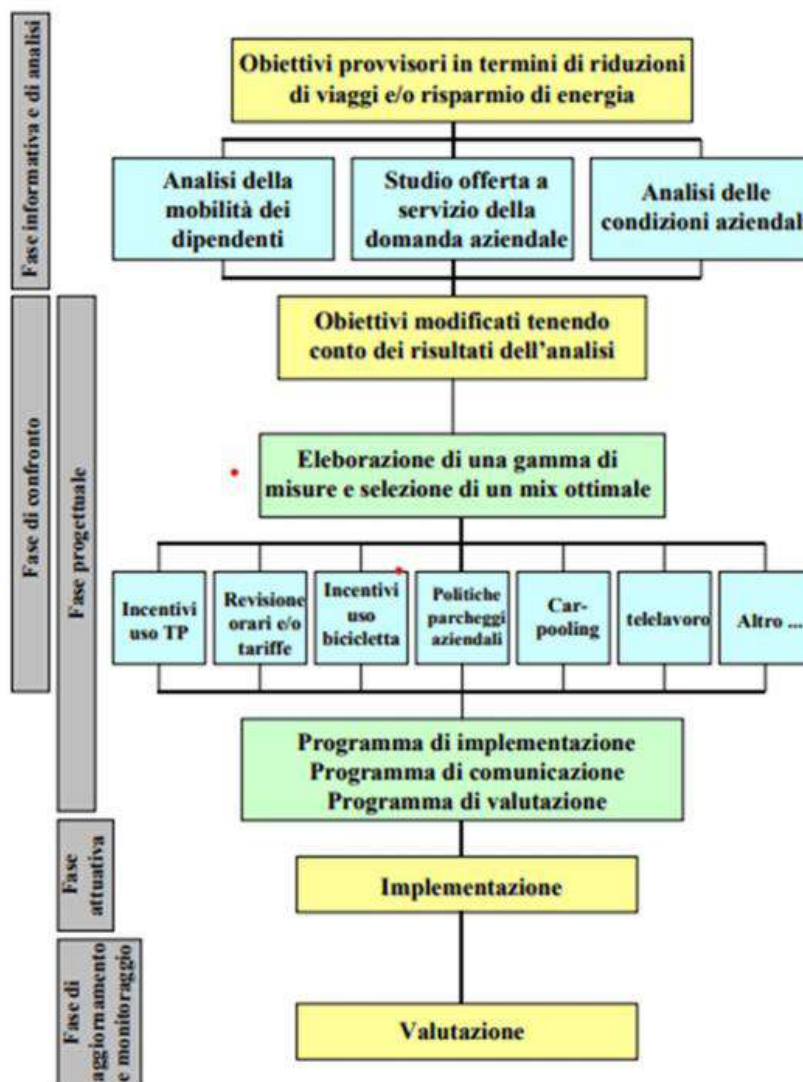 Fase informativa e di analisi
Obiettivi provvisori in termini di riduzioni
di viaggi e/o risparmio di energia
Analisi della
mobilità dei
dipendenti
Studio offerta a
servizio della
domanda aziendale
Analisi delle
condizioni aziendal
Fase di confronto
Fase progettuale
Obiettivi modificati tenendo
conto dei risultati dell'analisi
Eleborazione di una gamma di
misure e selezione di un mix ottimale
Incentivi
uso TP
Revisione
orari e/o
tariffe
Incentivi
uso
bicicletta
Politiche
parcheggi
aziendali
Car-
pooling
telelavoro
Altro ...
Programma di implementazione
Programma di comunicazione
Programma di valutazione
Fase
attuativa
Implementazione
Fase di
aggiornamento
e monitoraggio
Valutazione